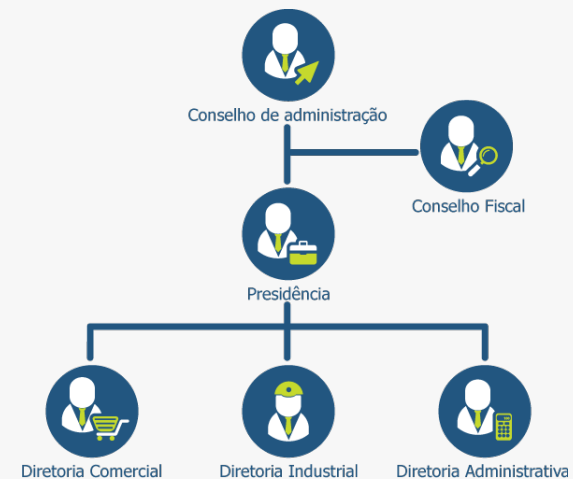 Conselho de administração
Conselho Fiscal
Presidência
Diretoria Comercial
Diretoria Industrial
Diretoria Administrativa